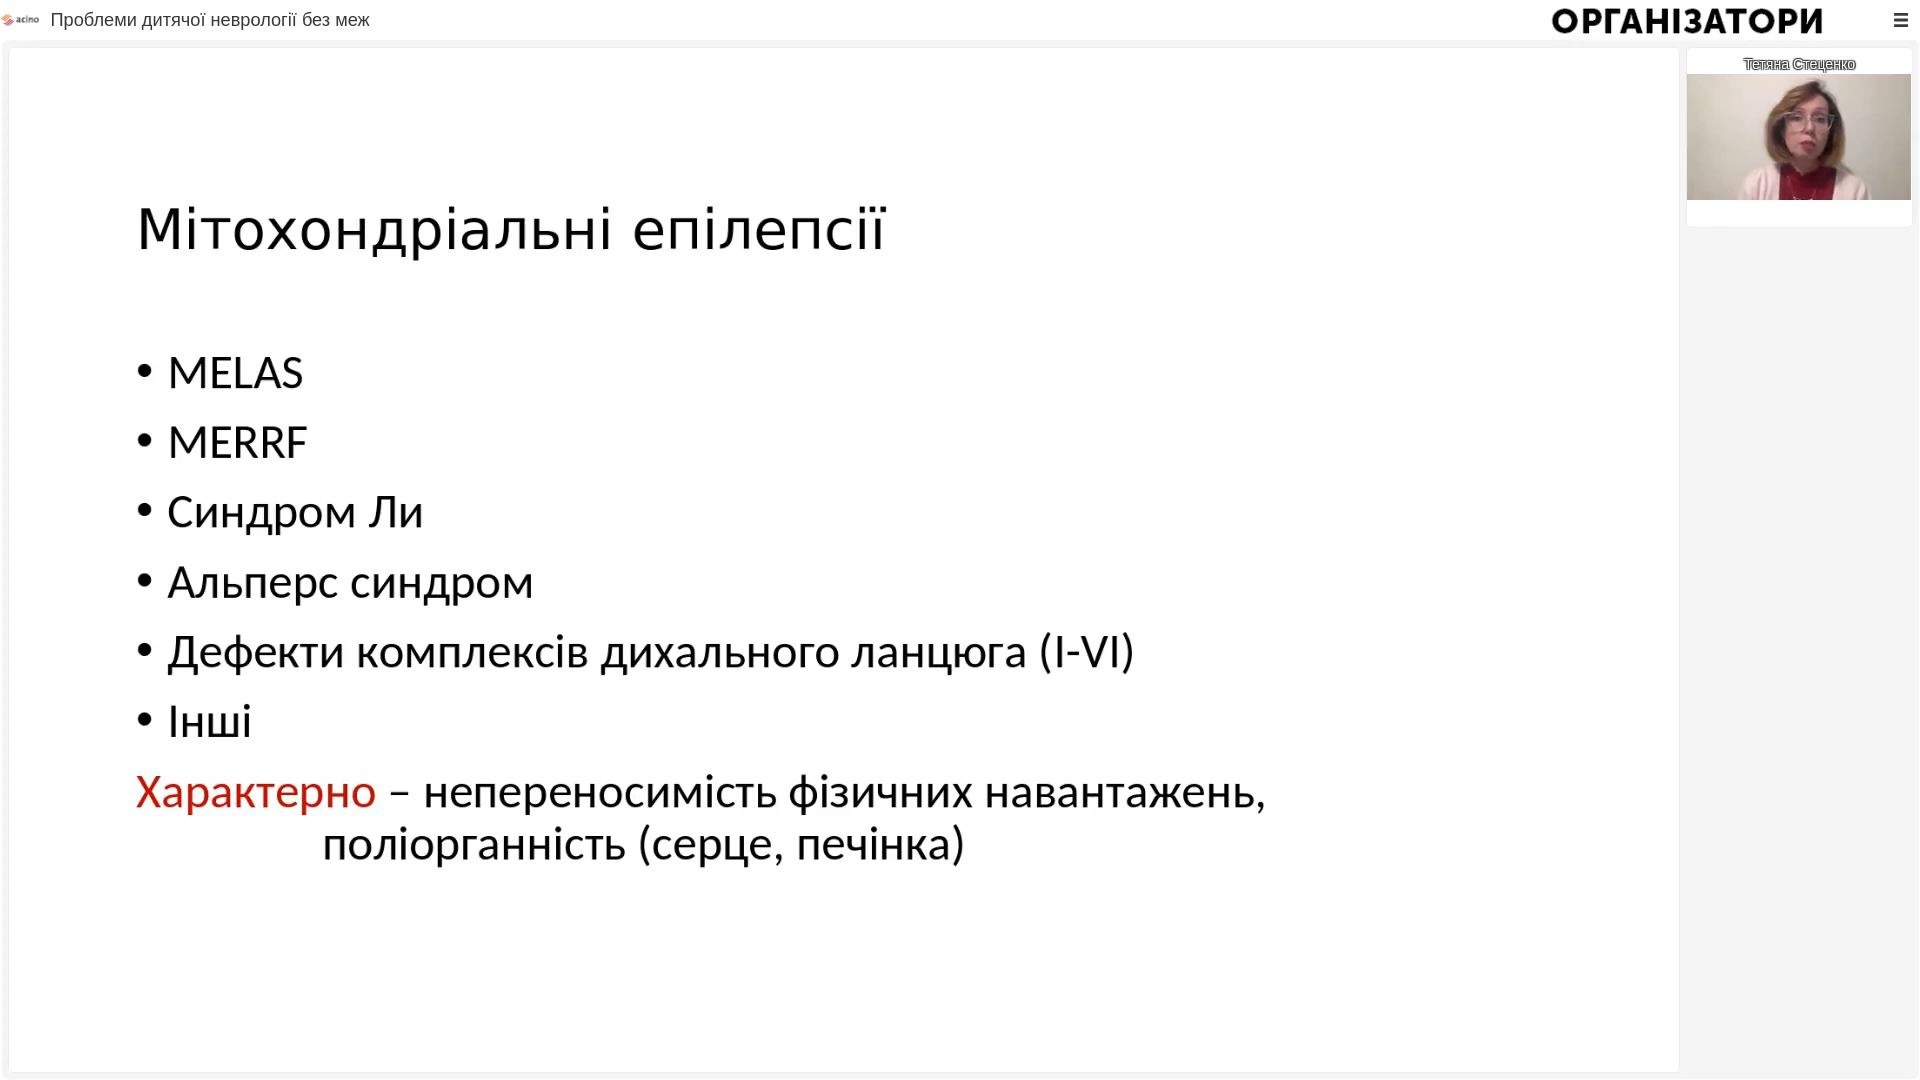 acino Проблеми дитячої неврології без меж
ОРГАНІЗАТОРИ
Тетяна Стеценко
Мітохондріальні епілепсії
• MELAS
• MERRF
• Синдром Ли
• Альперс синдром
• Дефекти комплексів дихального ланцюга (I-VI)
• Інші
Характерно – непереносимість фізичних навантажень,
поліорганність (серце, печінка)